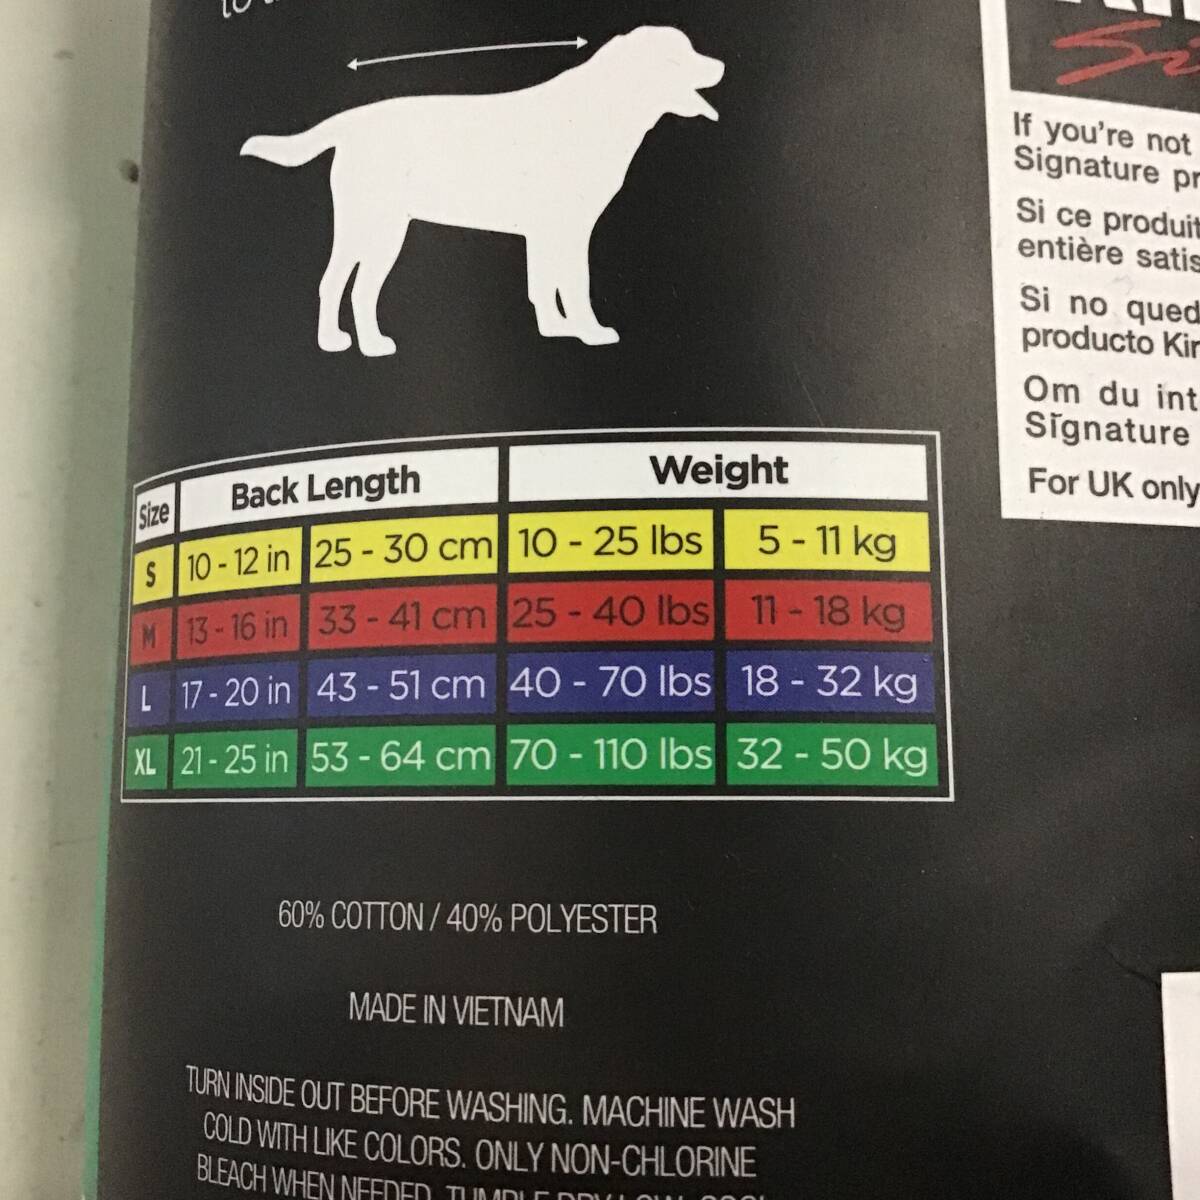 to
If you're not
Signature
Si ce produit
entière
Si no
producto
Om du
Signature
For UK only
Size Back Length Weight
S 10 - 12 in 25 - 30 cm 10 - 25 lbs 5 - 11 kg
M 13 - 16 in 33 - 41 cm 25 - 40 lbs 11 - 18 kg
L 17 - 20 in 43 - 51 cm 40 - 70 lbs 18 - 32 kg
XL 21 - 25 in 53 - 64 cm 70 - 110 lbs 32 - 50 kg
60% COTTON / 40% POLYESTER
MADE IN VIETNAM
TURN INSIDE OUT BEFORE WASHING. MACHINE WASH
COLD WITH LIKE COLORS. ONLY NON-CHLORINE
BLEACH WHEN NEEDED. TUMBLE DRY LOW.